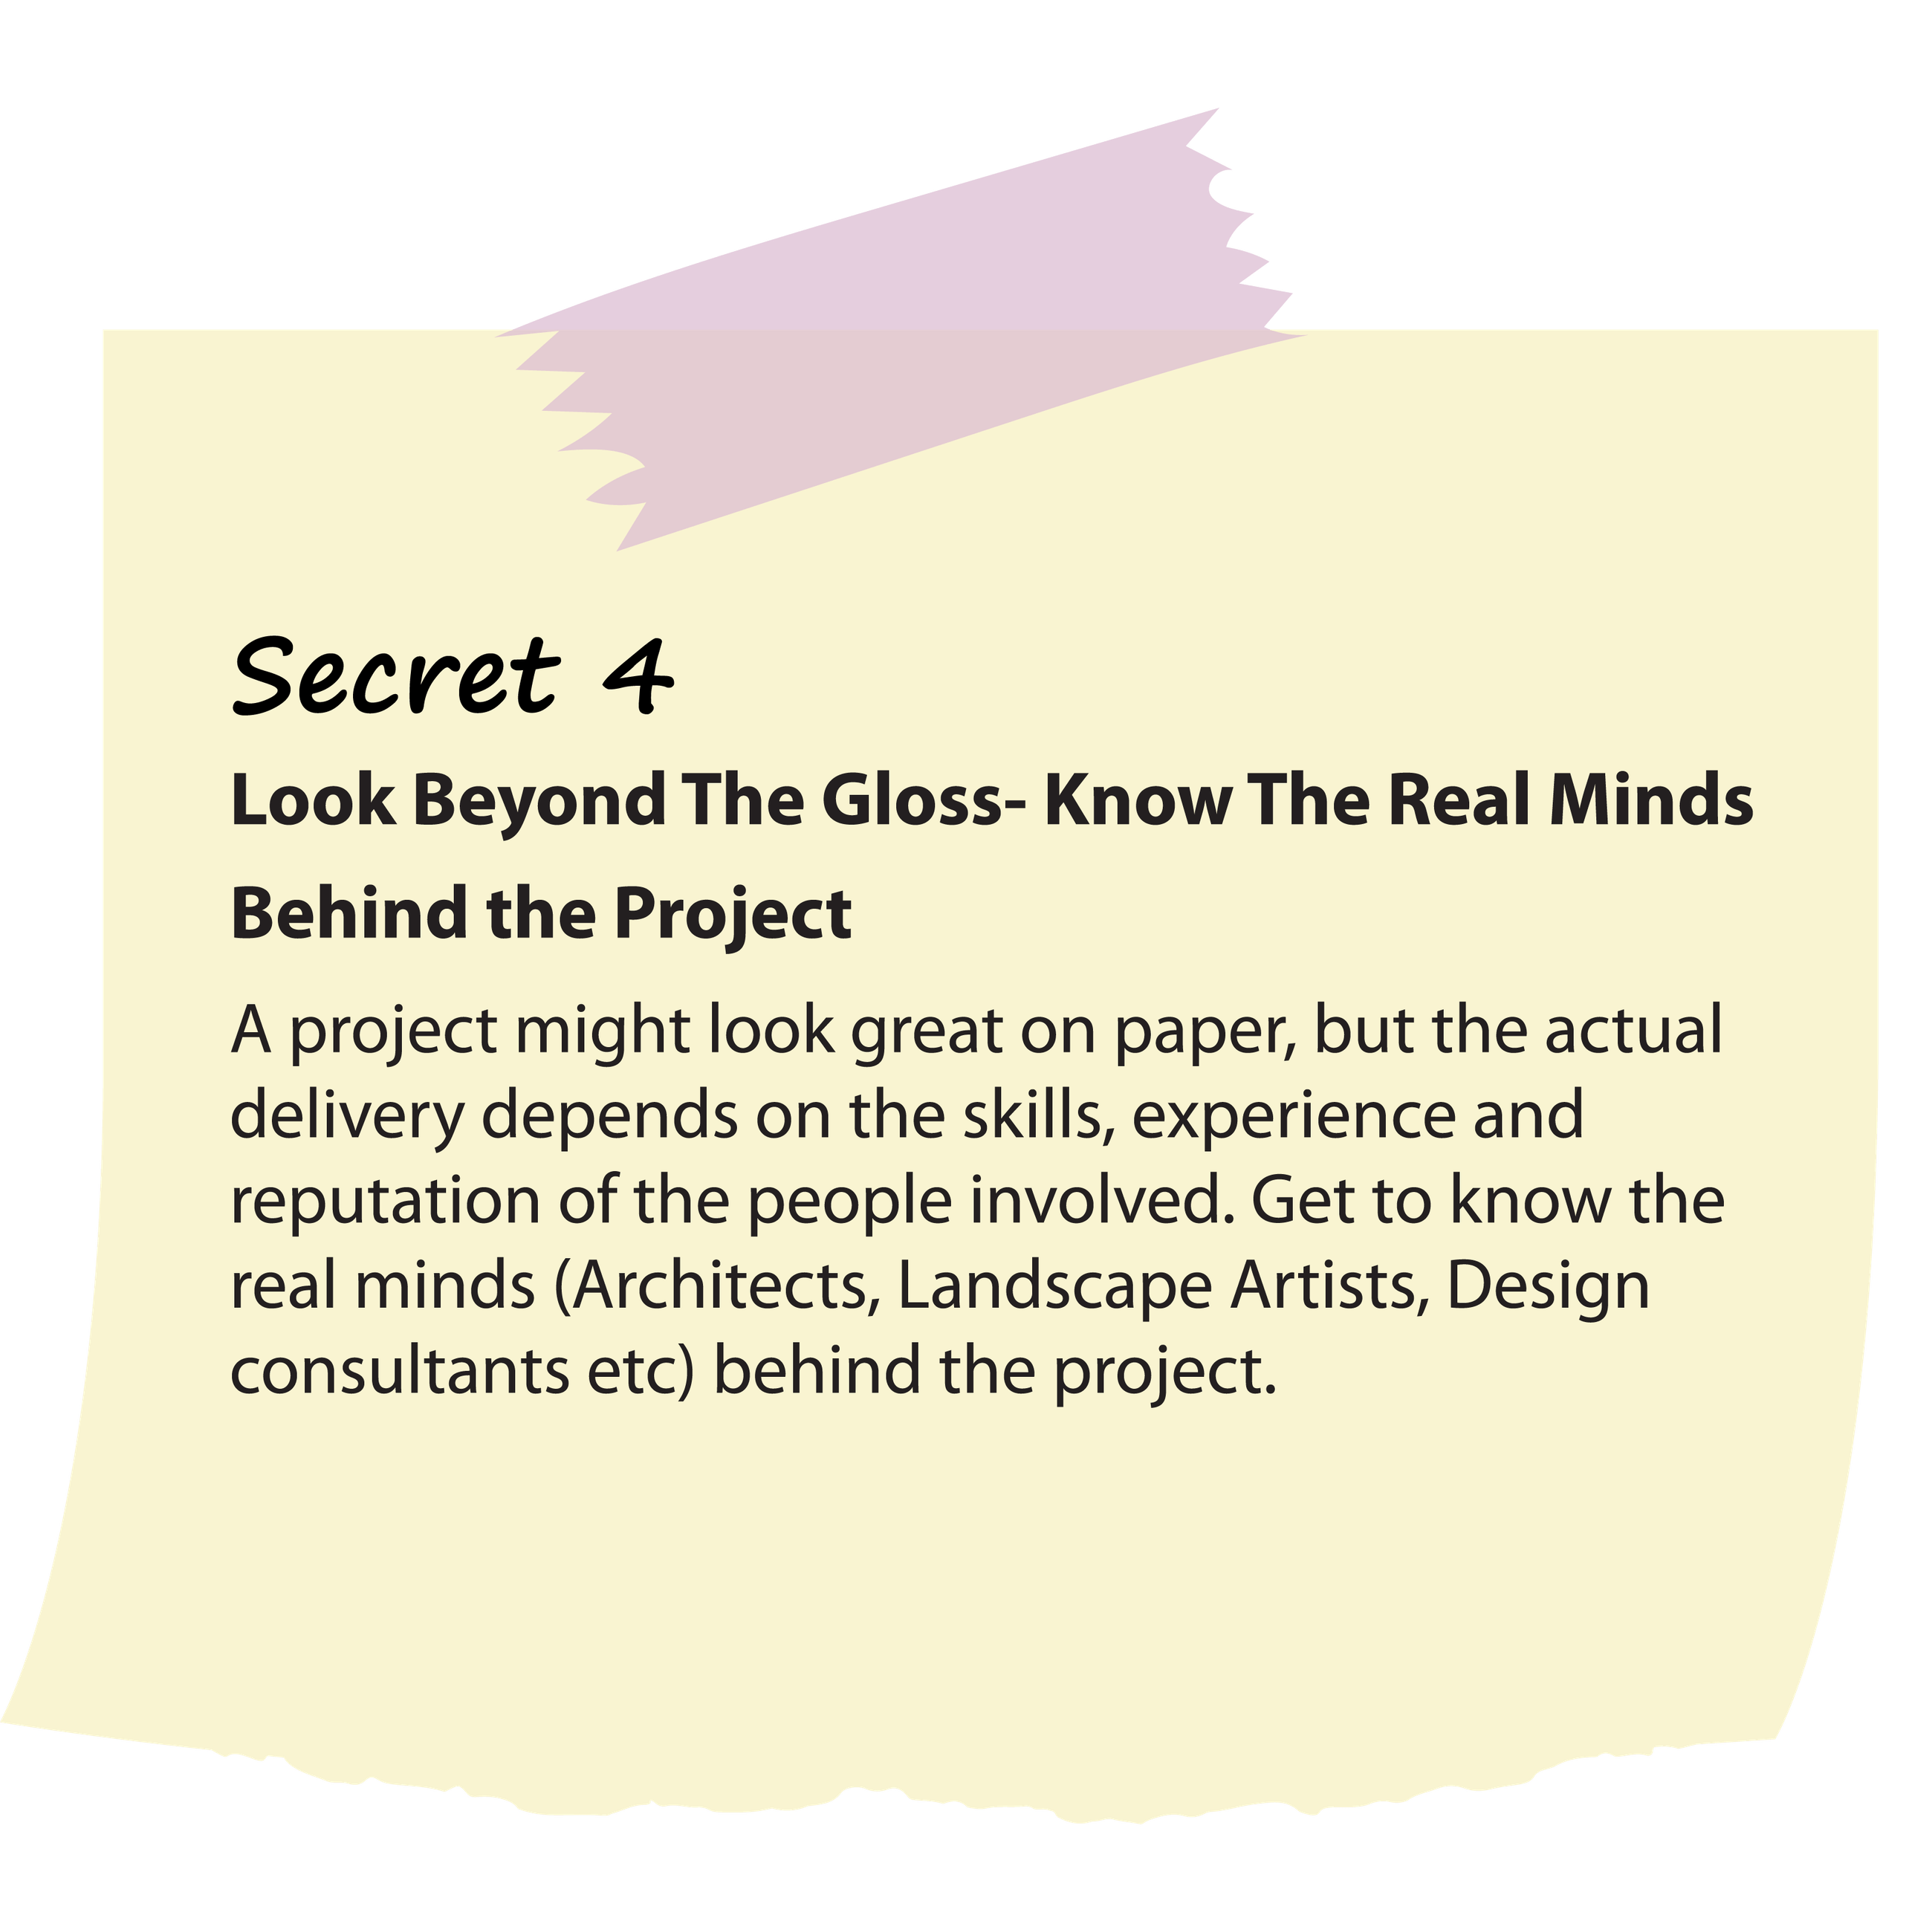 Secret 4
Look Beyond The Gloss- Know The Real Minds
Behind the Project
A project might look great on paper, but the actual
delivery depends on the skills, experience and
reputation of the people involved. Get to know the
real minds (Architects, Landscape Artists, Design
consultants etc) behind the project.